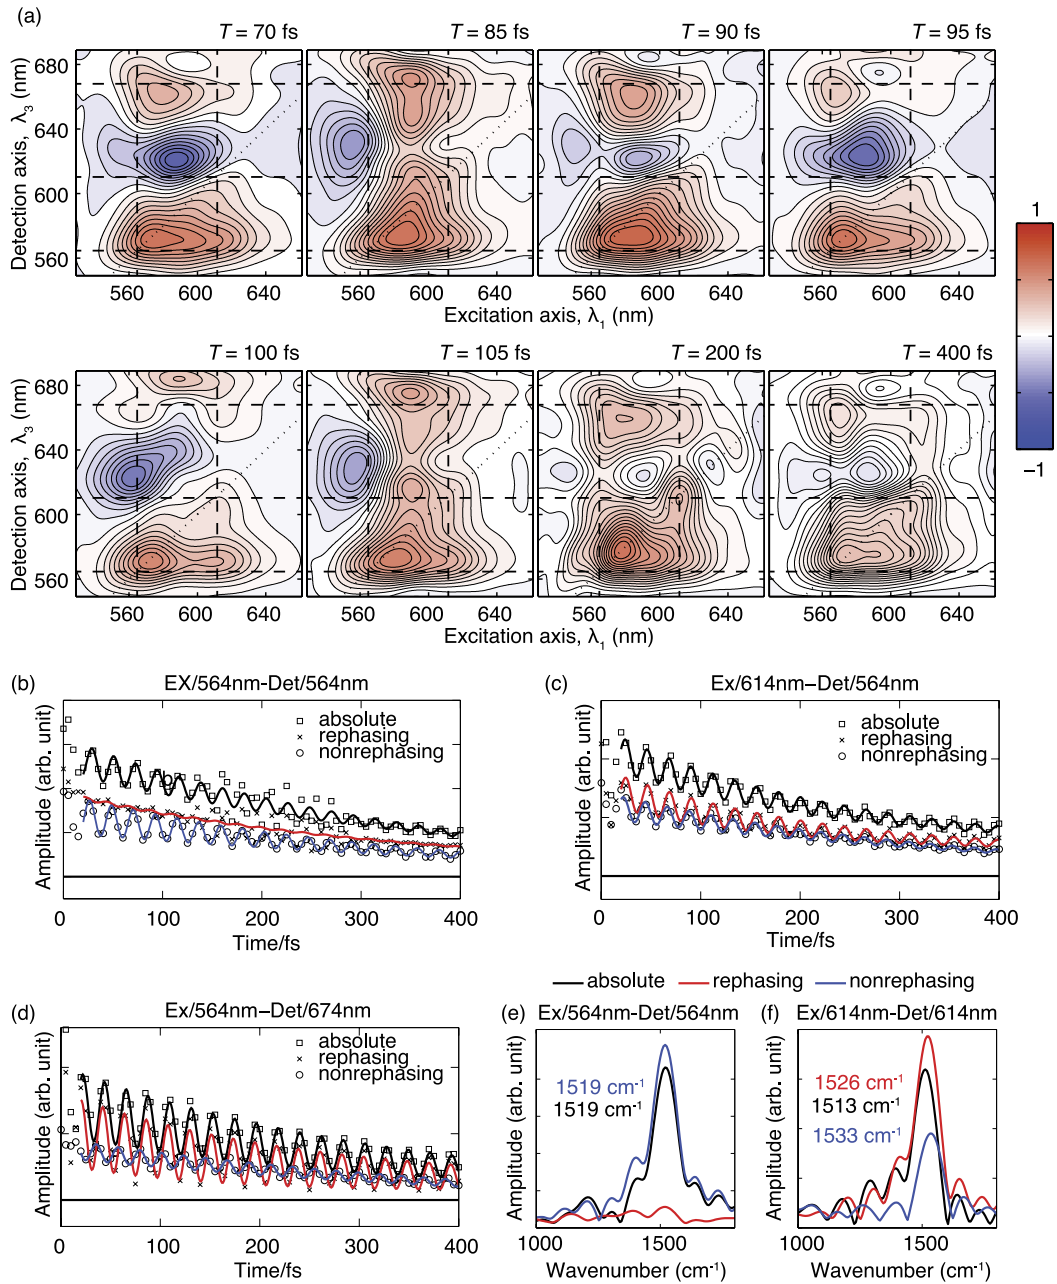 (a)
T = 70 fs
T = 85 fs
T = 90 fs
T = 95 fs
Detection axis, λ3 (nm)
680
640
600
560
560
600
640
560
600
640
560
600
640
560
600
640
Excitation axis, λ1 (nm)
Excitation axis, λ1 (nm)
1
−1
T = 100 fs
T = 105 fs
T = 200 fs
T = 400 fs
Detection axis, λ3 (nm)
680
640
600
560
560
600
640
560
600
640
560
600
640
560
600
640
Excitation axis, λ1 (nm)
Excitation axis, λ1 (nm)
(b)
EX/564nm-Det/564nm
absolute
rephasing
nonrephasing
Amplitude (arb. unit)
0
100
200
300
400
Time/fs
(c)
Ex/614nm−Det/564nm
absolute
rephasing
nonrephasing
Amplitude (arb. unit)
0
100
200
300
400
Time/fs
(d)
Ex/564nm−Det/674nm
absolute
rephasing
nonrephasing
Amplitude (arb. unit)
0
100
200
300
400
Time/fs
absolute
rephasing
nonrephasing
(e)
Ex/564nm-Det/564nm
1519 cm-1
1519 cm-1
Amplitude (arb. unit)
1000
1500
Wavenumber (cm-1)
(f)
Ex/614nm-Det/614nm
1526 cm-1
1513 cm-1
1533 cm-1
Amplitude (arb. unit)
1000
1500
Wavenumber (cm-1)